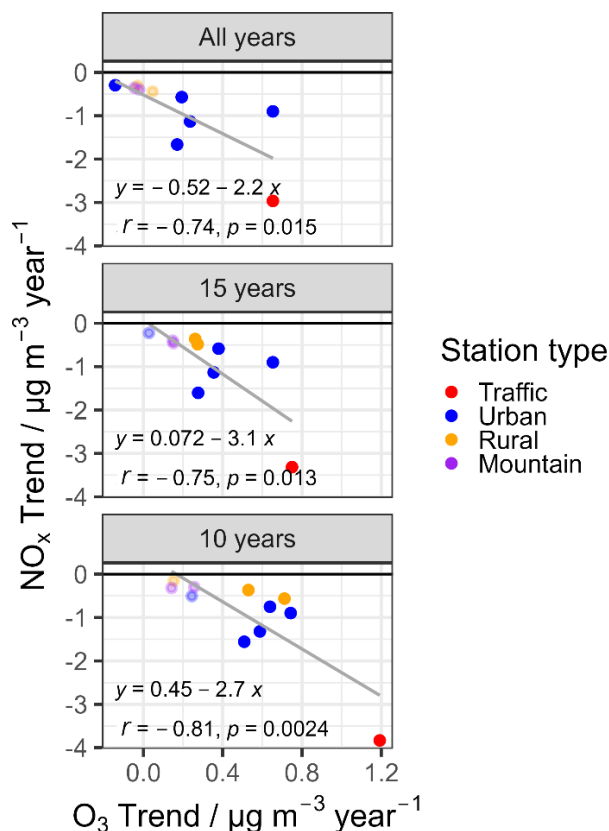 All years
0
-1
-2
-3
-4
y = − 0.52 − 2.2 x
r = − 0.74, p = 0.015
15 years
0
-1
-2
-3
-4
y = 0.072 − 3.1 x
r = − 0.75, p = 0.013
10 years
0
-1
-2
-3
-4
y = 0.45 − 2.7 x
r = − 0.81, p = 0.0024
0.0 0.4 0.8 1.2
O₃ Trend / µg m⁻³ year⁻¹
NOₓ Trend / µg m⁻³ year⁻¹
Station type
Traffic
Urban
Rural
Mountain